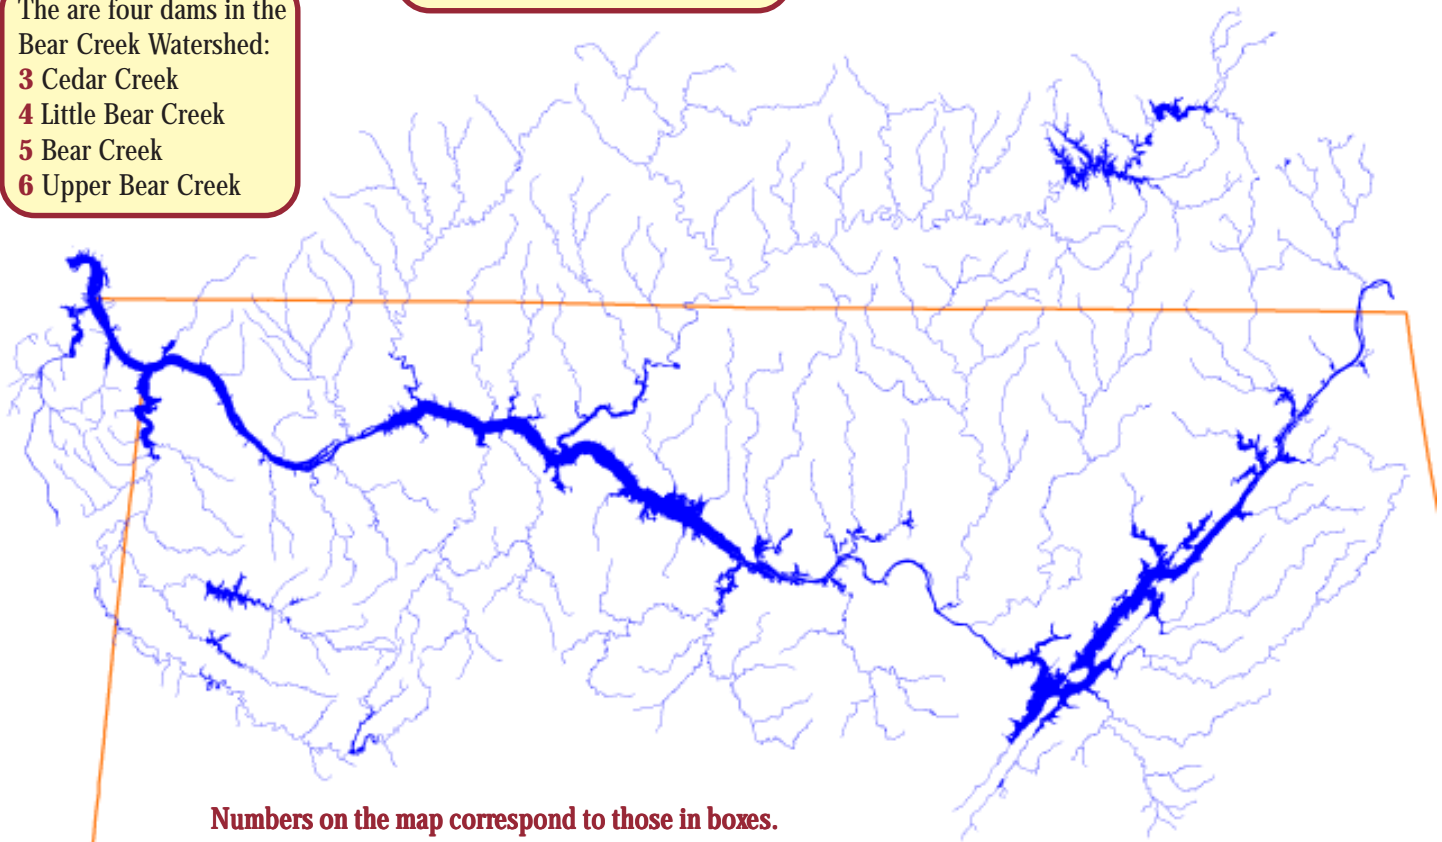 The are four dams in the
Bear Creek Watershed:
3 Cedar Creek
4 Little Bear Creek
5 Bear Creek
6 Upper Bear Creek
Numbers on the map correspond to those in boxes.